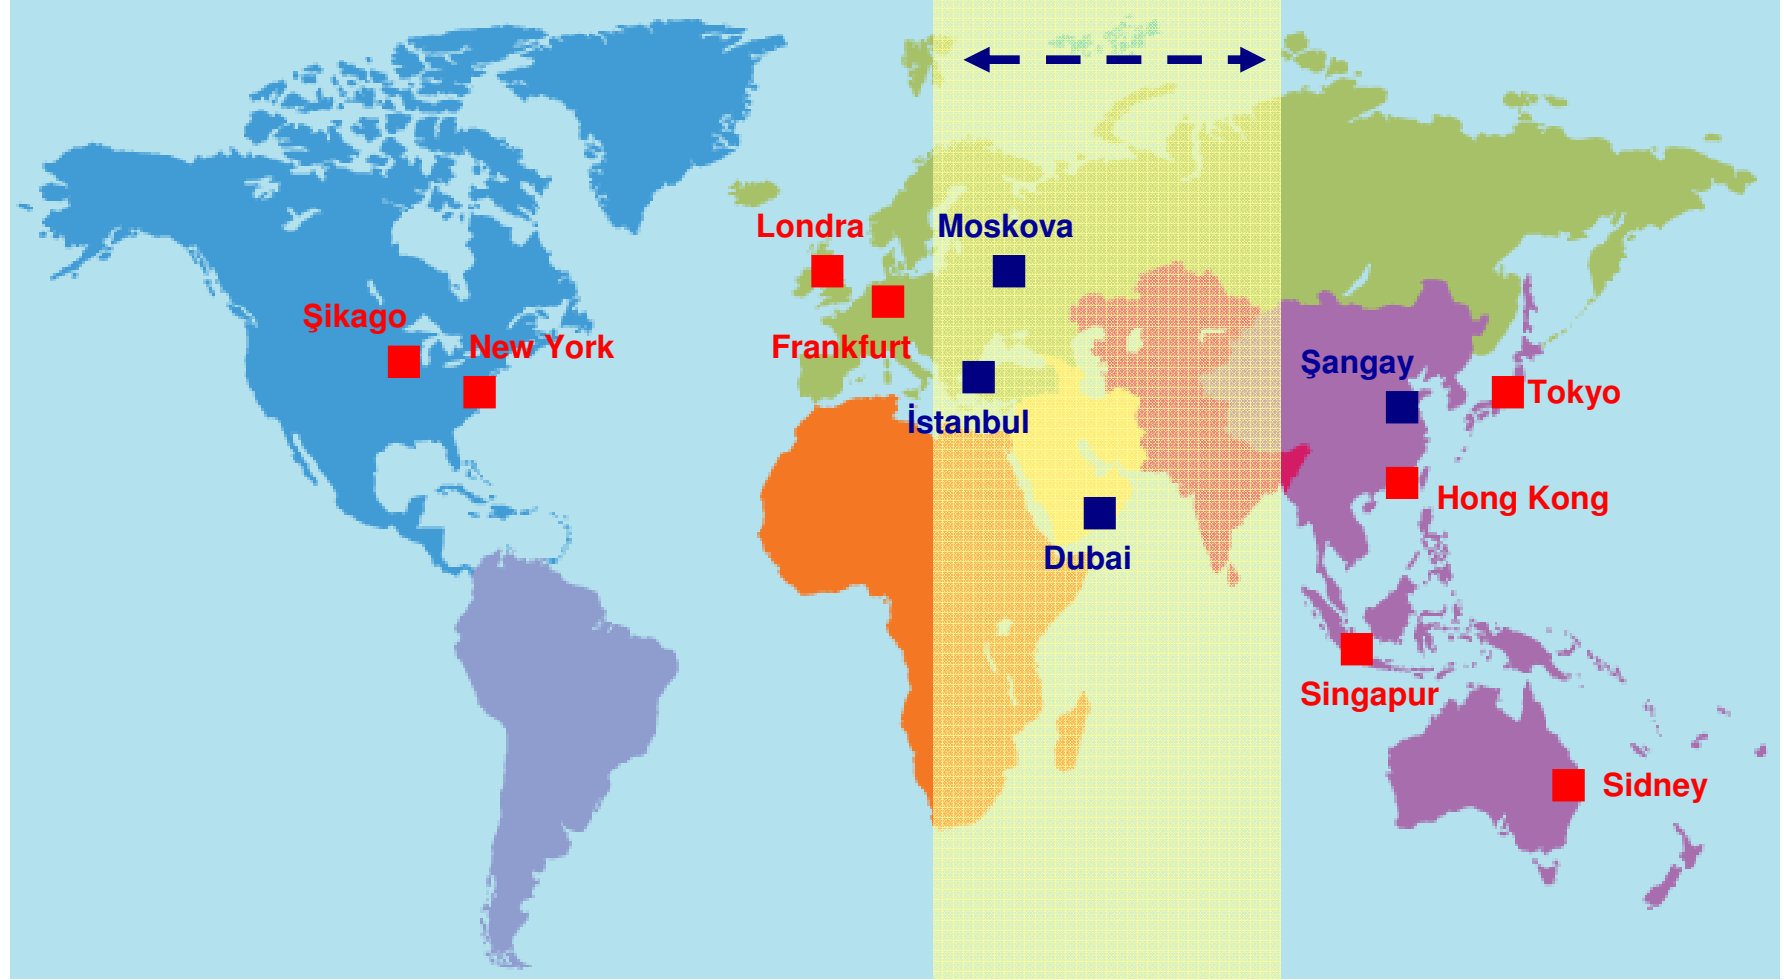 Londra
Moskova
Şikago
New York
Frankfurt
Şangay
Tokyo
İstanbul
Hong Kong
Dubai
Singapur
Sidney